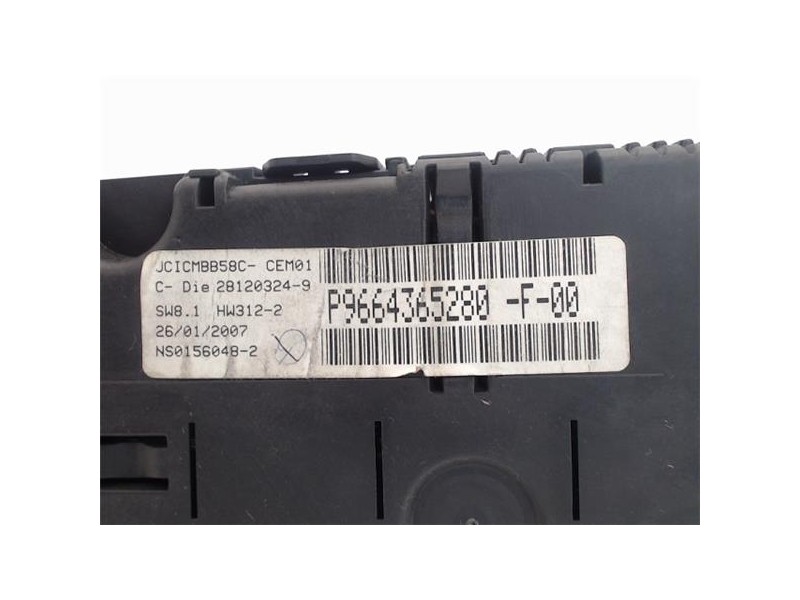 JCICMBB58C- CEM01
C- Die 28120324-9
SW8.1 HW312-2
26/01/2007
NS0156048-2
P9664365280 -F-00